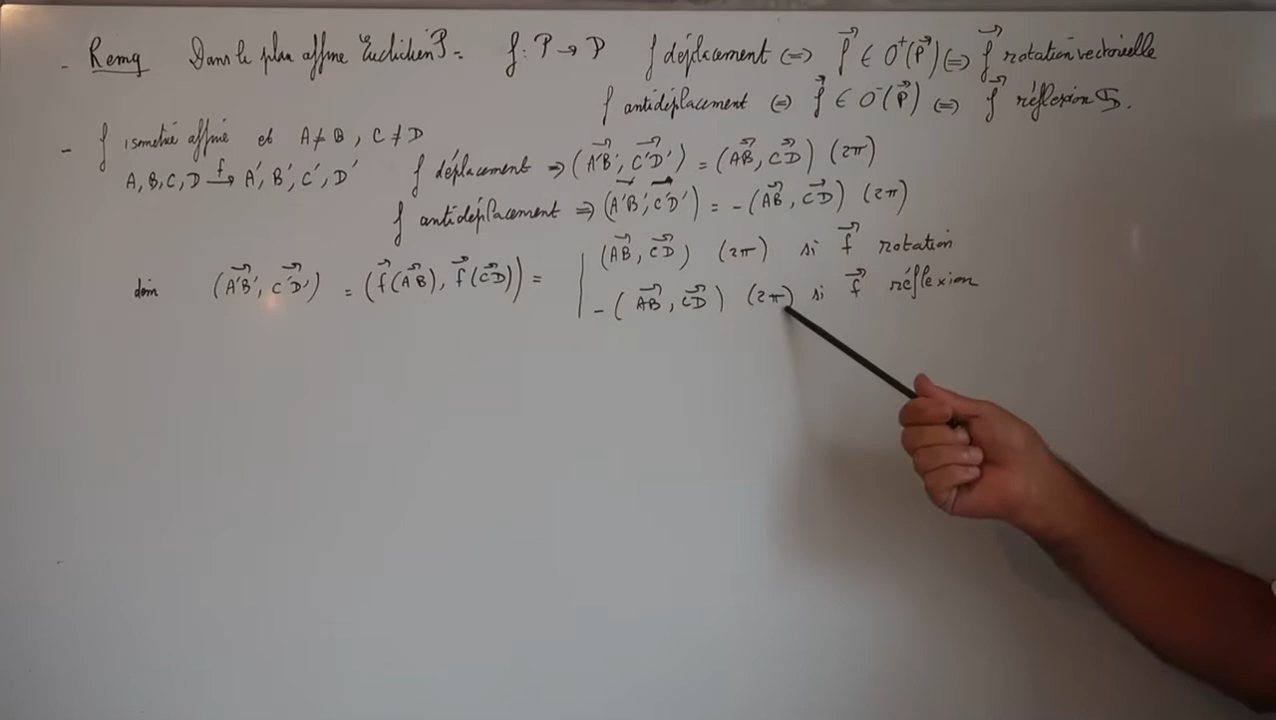 - Remq Dans le plan affine Euclidien P. f : P → P f déplacement ⇔ f⃗ ∈ O⁺(P⃗) ⇔ f⃗ rotation vectorielle
f antidéplacement ⇔ f⃗ ∈ O⁻(P⃗) ⇔ f⃗ réflexion
- f isométrie affine et A ≠ B, C ≠ D
A, B, C, D —f→ A', B', C', D' f déplacement ⇒ (A'B'⃗, C'D'⃗) = (AB⃗, CD⃗) (2π)
f antidéplacement ⇒ (A'B'⃗, C'D'⃗) = -(AB⃗, CD⃗) (2π)
(AB⃗, CD⃗) (2π) si f⃗ rotation
dém (A'B'⃗, C'D'⃗) = (f⃗(AB⃗), f⃗(CD⃗)) =
-(AB⃗, CD⃗) (2π) si f⃗ réflexion